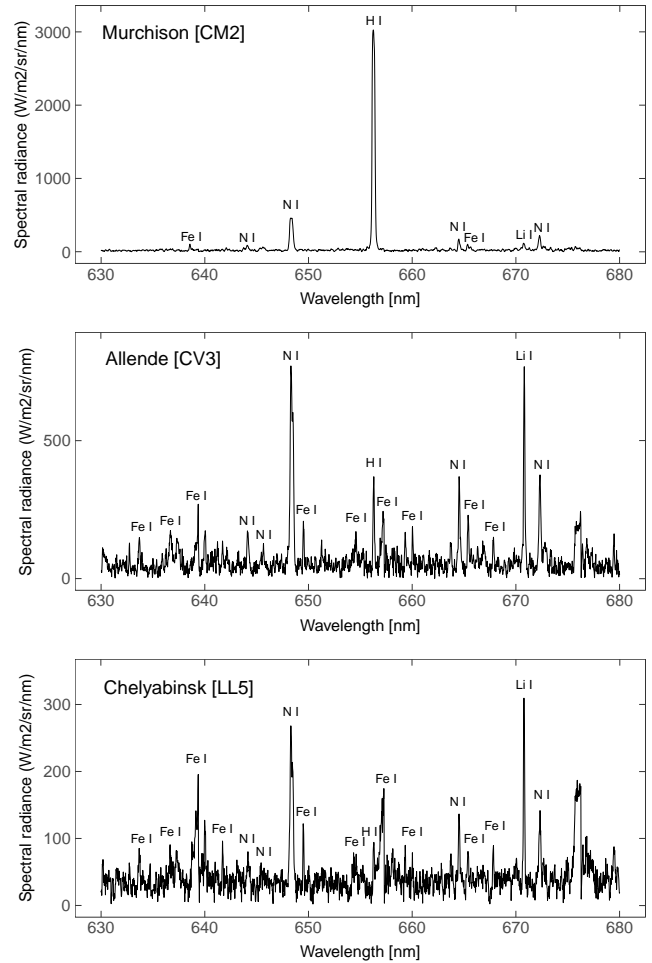 Murchison [CM2]
Spectral radiance (W/m2/sr/nm)
3000
2000
1000
0
H I
N I
Fe I
N I
N I
Fe I
Li I
N I
630 640 650 660 670 680
Wavelength [nm]
Allende [CV3]
Spectral radiance (W/m2/sr/nm)
500
0
N I
Li I
H I
N I
N I
Fe I
Fe I
Fe I
Fe I
Fe I
Fe I
N I
N I
Fe I
Fe I
Fe I
630 640 650 660 670 680
Wavelength [nm]
Chelyabinsk [LL5]
Spectral radiance (W/m2/sr/nm)
300
200
100
0
Li I
N I
Fe I
Fe I
N I
N I
Fe I
Fe I
Fe I
Fe I
N I
N I
Fe I
H I
Fe I
Fe I
Fe I
630 640 650 660 670 680
Wavelength [nm]